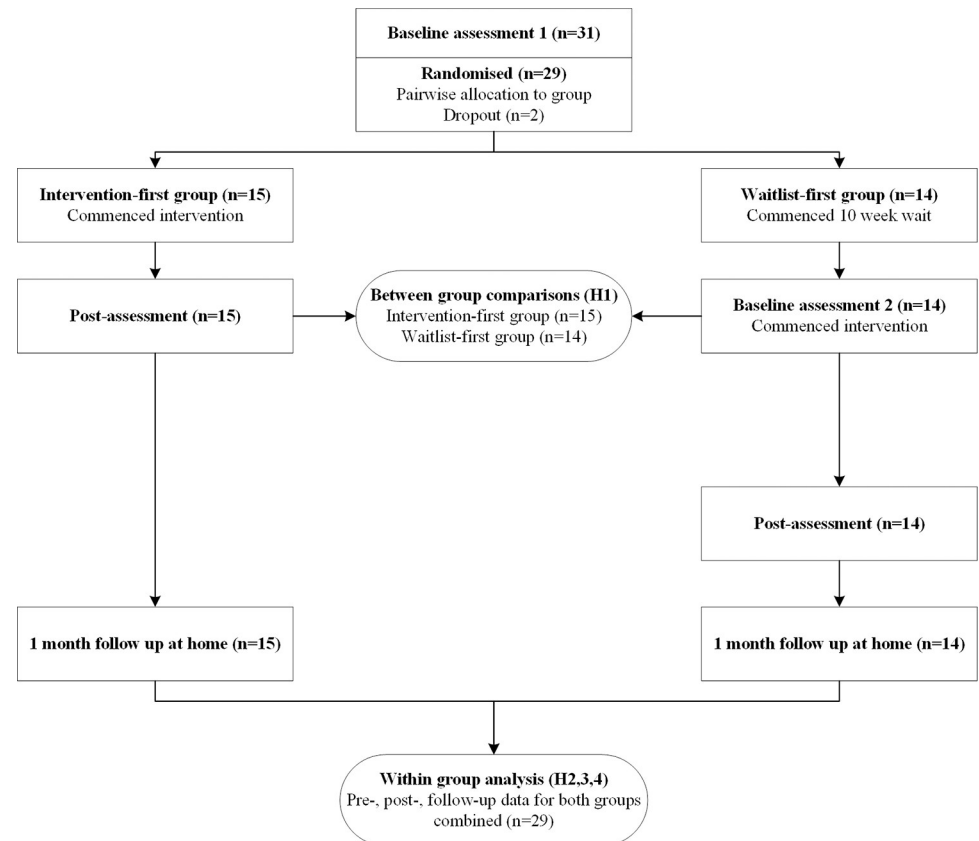 Baseline assessment 1 (n=31)
Randomised (n=29)
Pairwise allocation to group
Dropout (n=2)
Intervention-first group (n=15)
Commenced intervention
Waitlist-first group (n=14)
Commenced 10 week wait
Post-assessment (n=15)
Between group comparisons (H1)
Intervention-first group (n=15)
Waitlist-first group (n=14)
Baseline assessment 2 (n=14)
Commenced intervention
Post-assessment (n=14)
1 month follow up at home (n=15)
1 month follow up at home (n=14)
Within group analysis (H2,3,4)
Pre-, post-, follow-up data for both groups
combined (n=29)